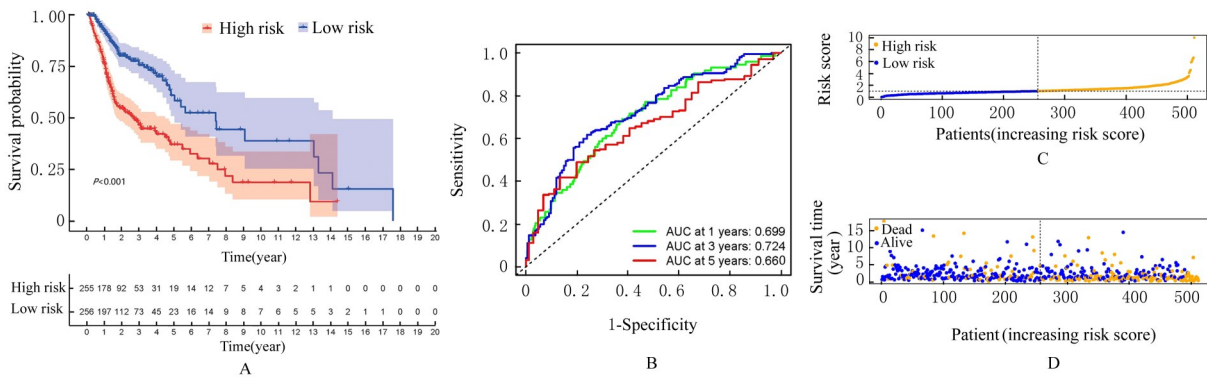 High risk Low risk
Survival probability
1. 00
0.75
0.50
0.25
0
P<0.001
0 1 2 3 4 5 6 7 8 9 10 11 12 13 14 15 16 17 18 19 20
Time(year)
High risk 255 178 92 53 31 19 14 12 7 5 4 3 2 1 1 0 0 0 0 0 0
Low risk 256 197 112 73 45 23 16 14 9 8 7 6 5 5 3 2 1 1 0 0 0
0 1 2 3 4 5 6 7 8 9 10 11 12 13 14 15 16 17 18 19 20
Time(year)
A
Sensitivity
1. 0
0. 8
0. 6
0. 4
0. 2
0
AUC at 1 years: 0.699
AUC at 3 years: 0.724
AUC at 5 years: 0.660
0 0. 2 0. 4 0. 6 0. 8 1. 0
1-Specificity
B
Risk score
10
8
6
4
2
0
High risk
Low risk
0 100 200 300 400 500
Patients(increasing risk score)
C
Survival time
(year)
15
10
5
0
Dead
Alive
0 100 200 300 400 500
Patient (increasing risk score)
D